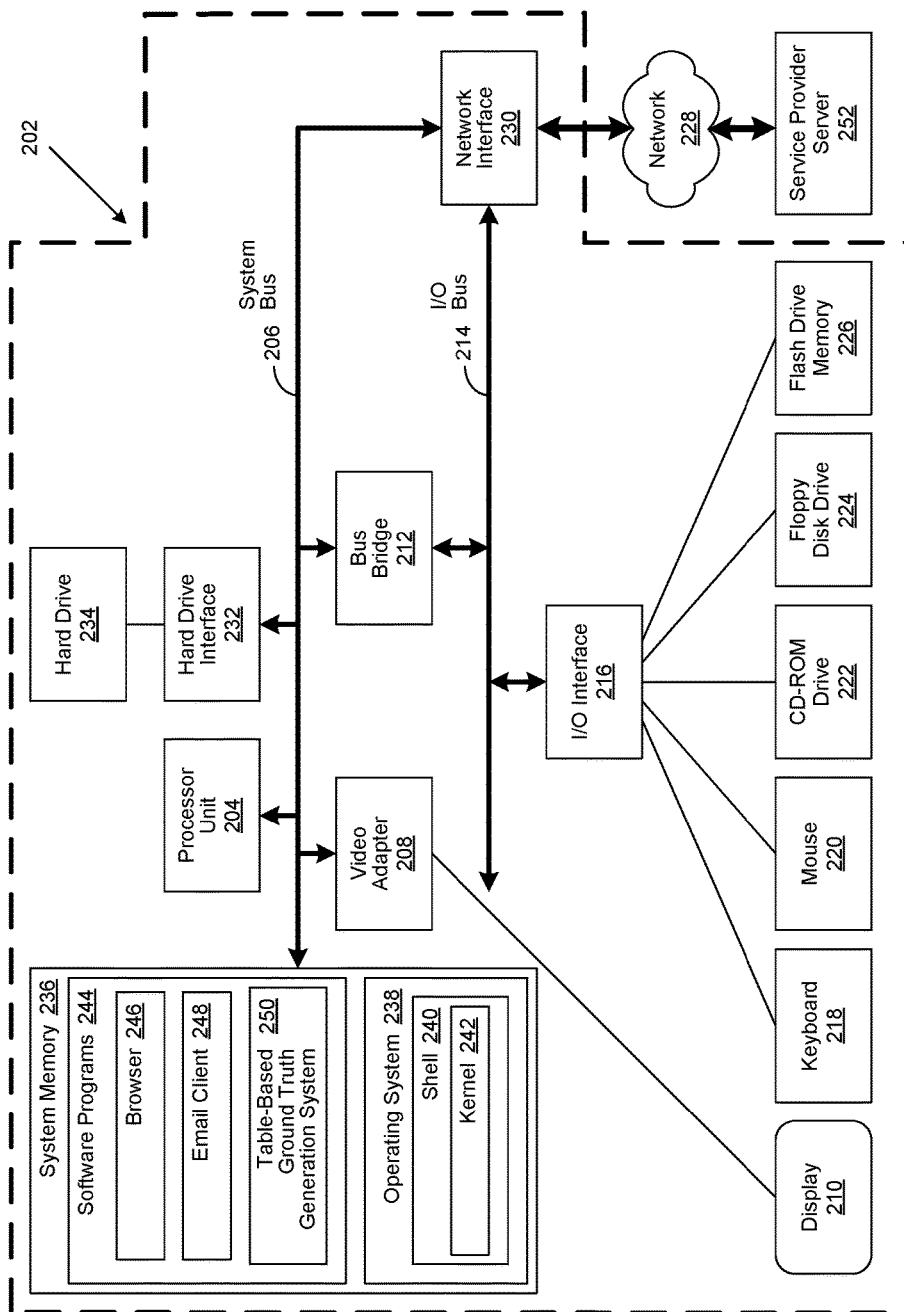 202
System Memory 236
Software Programs 244
Browser 246
Email Client 248
Table-Based 250
Ground Truth
Generation System
Operating System 238
Shell 240
Kernel 242
Processor
Unit
204
Hard Drive
234
Hard Drive
Interface
232
206
System
Bus
Video
Adapter
208
Bus
Bridge
212
214
I/O
Bus
Network
Interface
230
I/O Interface
216
Network
228
Display
210
Keyboard
218
Mouse
220
CD-ROM
Drive
222
Floppy
Disk Drive
224
Flash Drive
Memory
226
Service Provider
Server
252